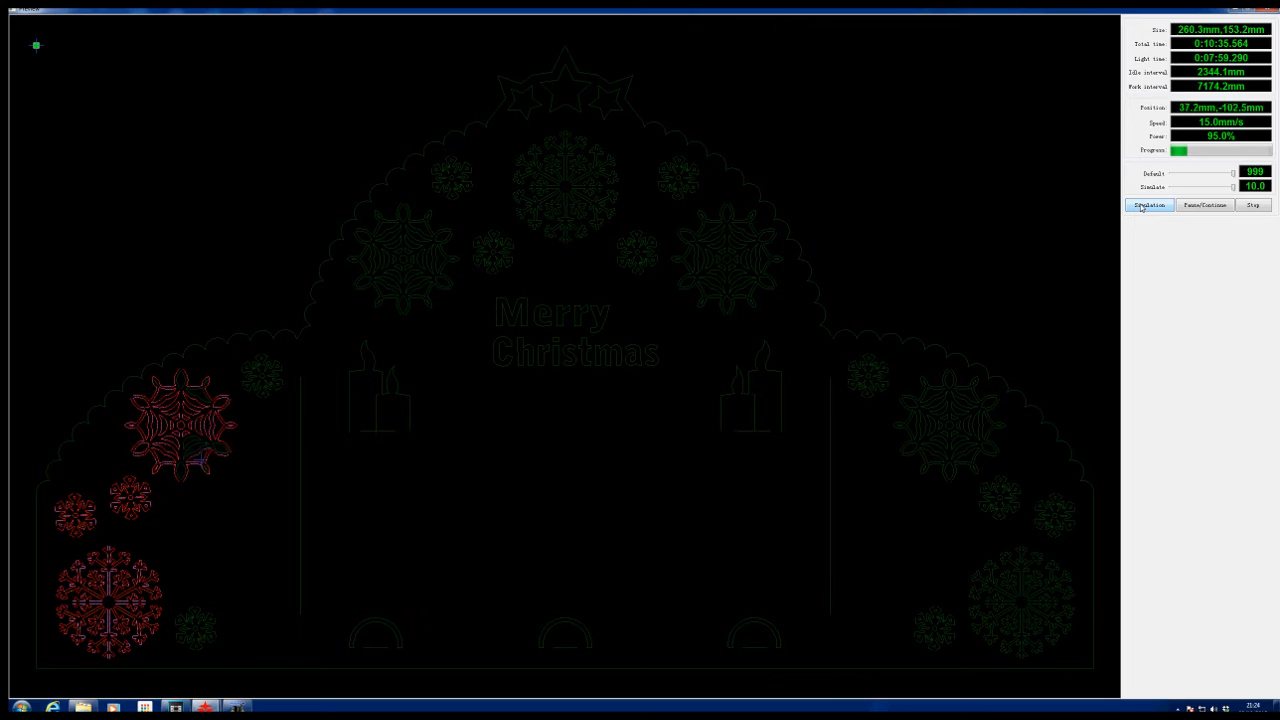 Size: 260.3mm,153.2mm
Total time: 0:10:35.564
Light time: 0:07:59.290
Idle interval 2344.1mm
Work interval 7174.2mm
Position: 37.2mm,-102.5mm
Speed: 15.0mm/s
Power: 95.0%
Progress:
Default 999
Simulate 10.0
Simulation Pause/Continue Stop
Merry
Christmas
21:24